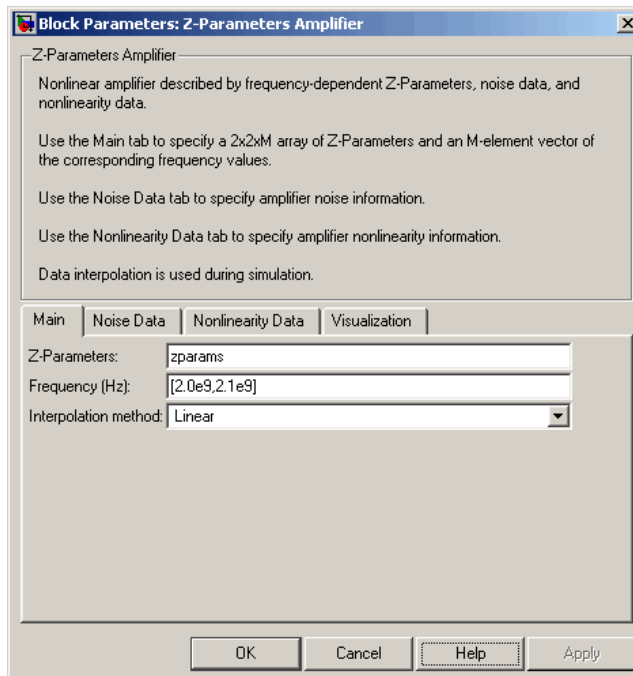 Block Parameters: Z-Parameters Amplifier
Z-Parameters Amplifier
Nonlinear amplifier described by frequency-dependent Z-Parameters, noise data, and
nonlinearity data.
Use the Main tab to specify a 2x2xM array of Z-Parameters and an M-element vector of
the corresponding frequency values.
Use the Noise Data tab to specify amplifier noise information.
Use the Nonlinearity Data tab to specify amplifier nonlinearity information.
Data interpolation is used during simulation.
Main Noise Data Nonlinearity Data Visualization
Z-Parameters: zparams
Frequency (Hz): [2.0e9,2.1e9]
Interpolation method: Linear
OK Cancel Help Apply